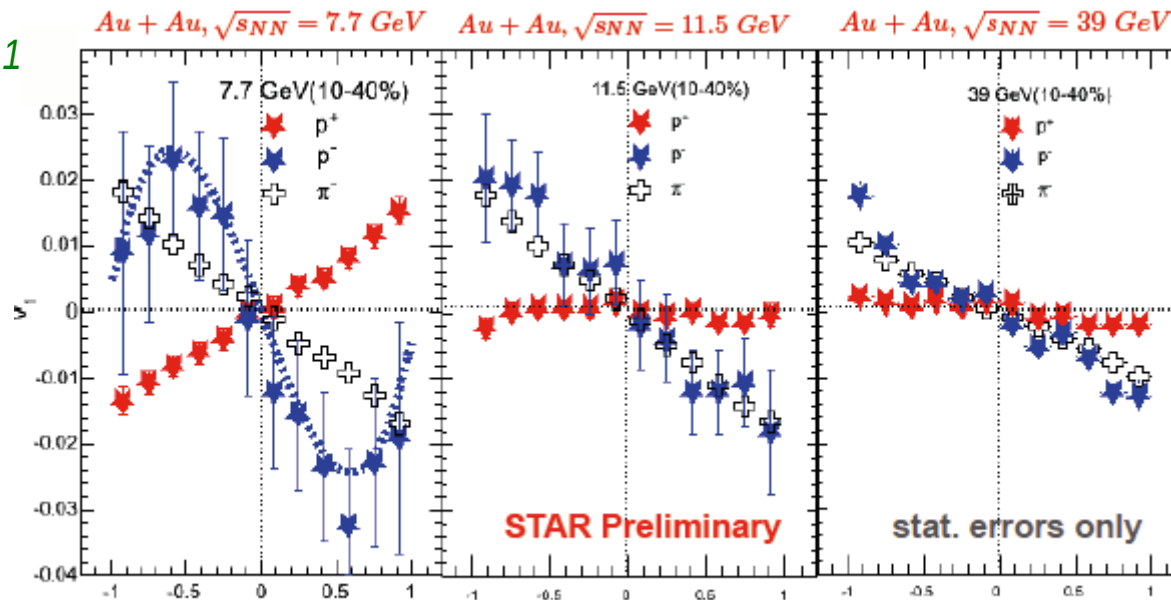 Au + Au, √sNN = 7.7 GeV
Au + Au, √sNN = 11.5 GeV
Au + Au, √sNN = 39 GeV
1
7.7 GeV(10-40%)
p+
p-
π-
11.5 GeV(10-40%)
p
p-
π-
39 GeV(10-40%)
p+
p-
π-
0.03
0.02
0.01
0
-0.01
-0.02
-0.03
-0.04
v1
STAR Preliminary
stat. errors only
-1 -0.5 0 0.5 1
-1 -0.5 0 0.5 1
-1 -0.5 0 0.5 1